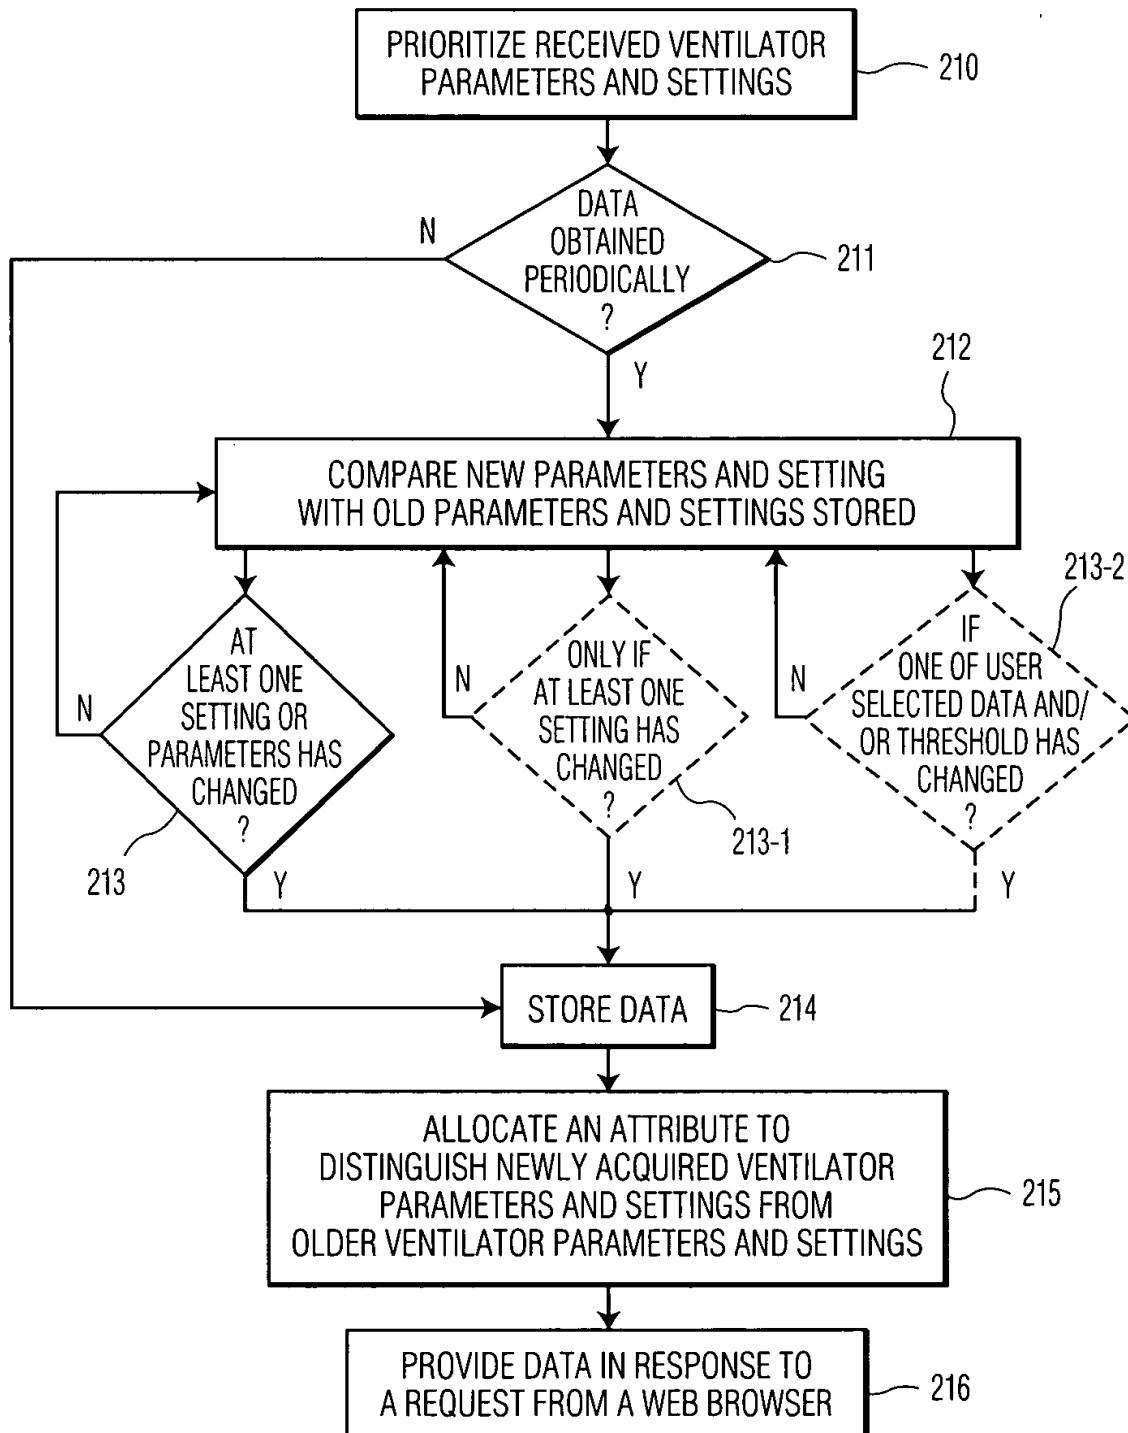 PRIORITIZE RECEIVED VENTILATOR
PARAMETERS AND SETTINGS
210
DATA
OBTAINED
PERIODICALLY
?
N
211
Y
212
COMPARE NEW PARAMETERS AND SETTING
WITH OLD PARAMETERS AND SETTINGS STORED
AT
LEAST ONE
SETTING OR
PARAMETERS HAS
CHANGED
?
N
213
Y
ONLY IF
AT LEAST ONE
SETTING HAS
CHANGED
?
N
213-1
Y
213-2
IF
ONE OF USER
SELECTED DATA AND/
OR THRESHOLD HAS
CHANGED
?
N
Y
STORE DATA
214
ALLOCATE AN ATTRIBUTE TO
DISTINGUISH NEWLY ACQUIRED VENTILATOR
PARAMETERS AND SETTINGS FROM
OLDER VENTILATOR PARAMETERS AND SETTINGS
215
PROVIDE DATA IN RESPONSE TO
A REQUEST FROM A WEB BROWSER
216